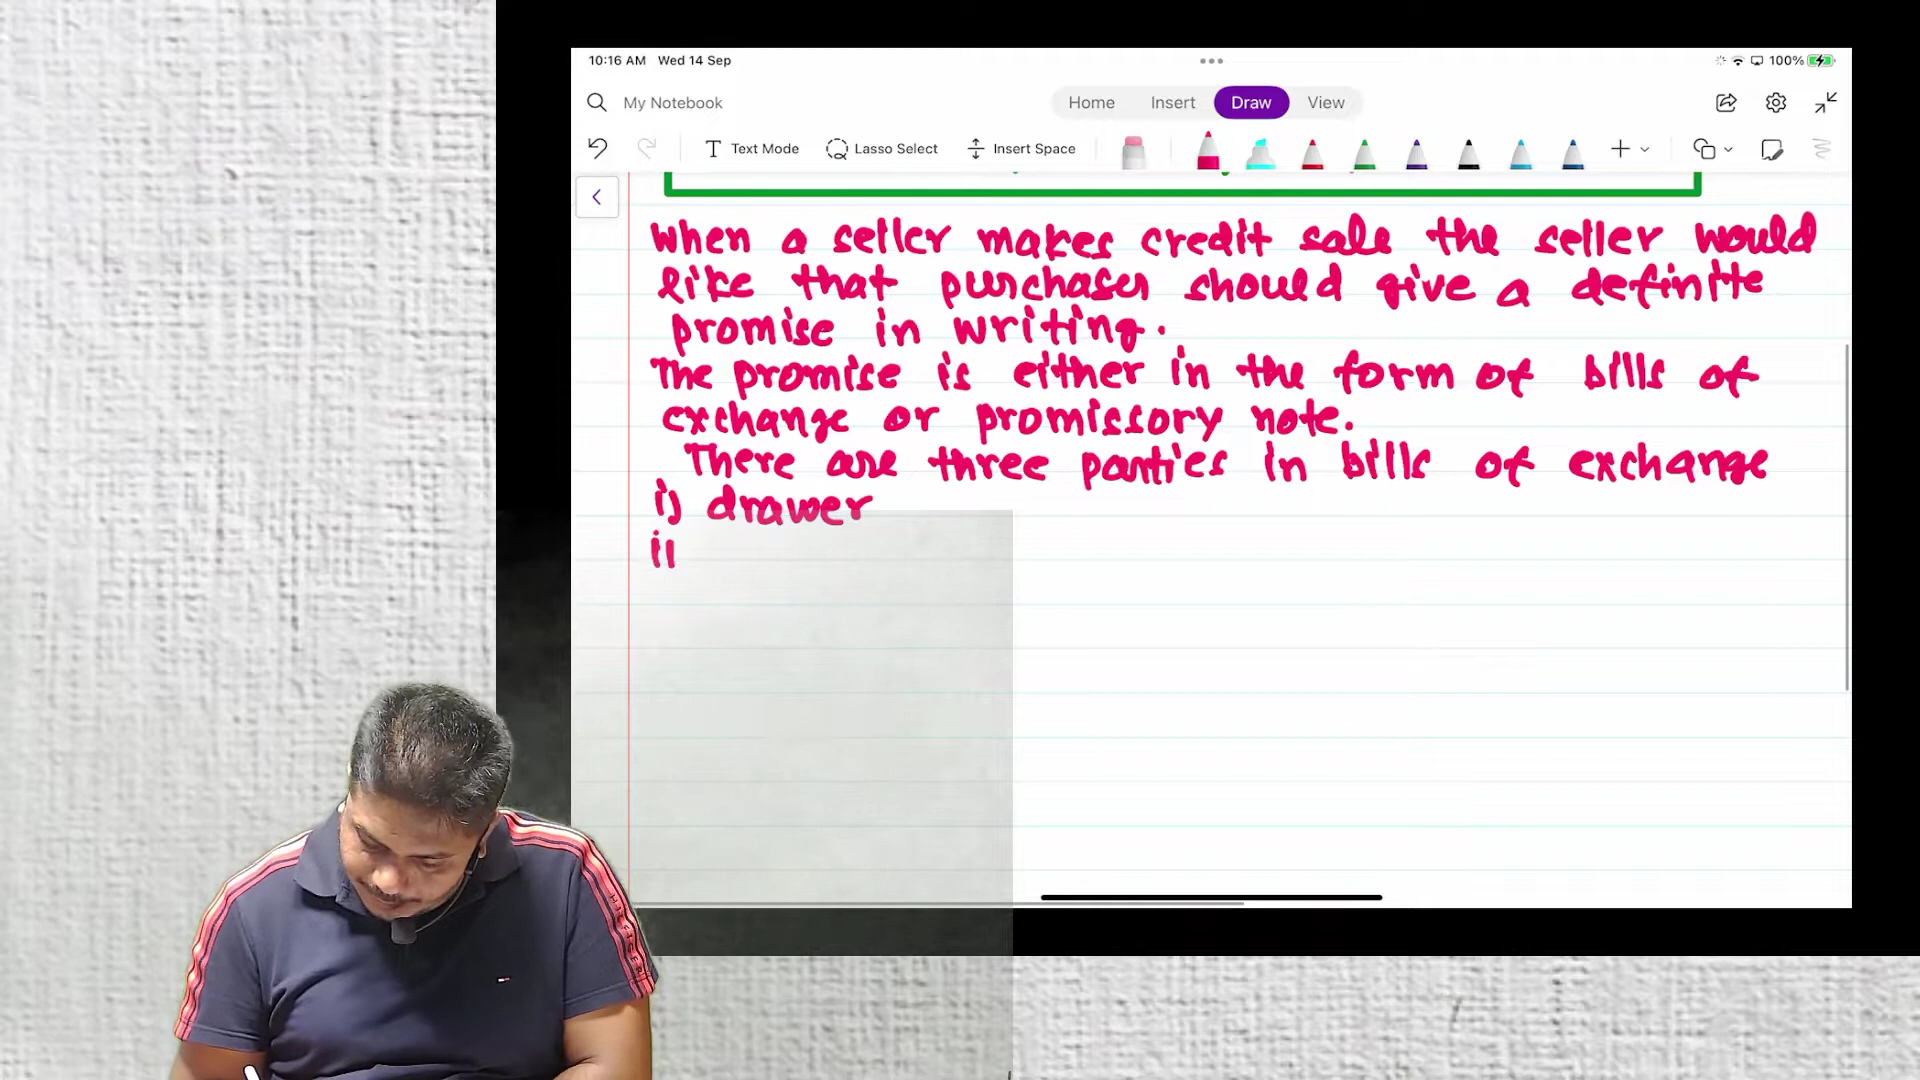 10:16 AM Wed 14 Sep
100%
My Notebook
Home Insert Draw View
Text Mode Lasso Select Insert Space
When a seller makes credit sale the seller would
like that purchaser should give a definite
promise in writing.
The promise is either in the form of bills of
exchange or promissory note.
There are three parties in bills of exchange
i) drawer
ii